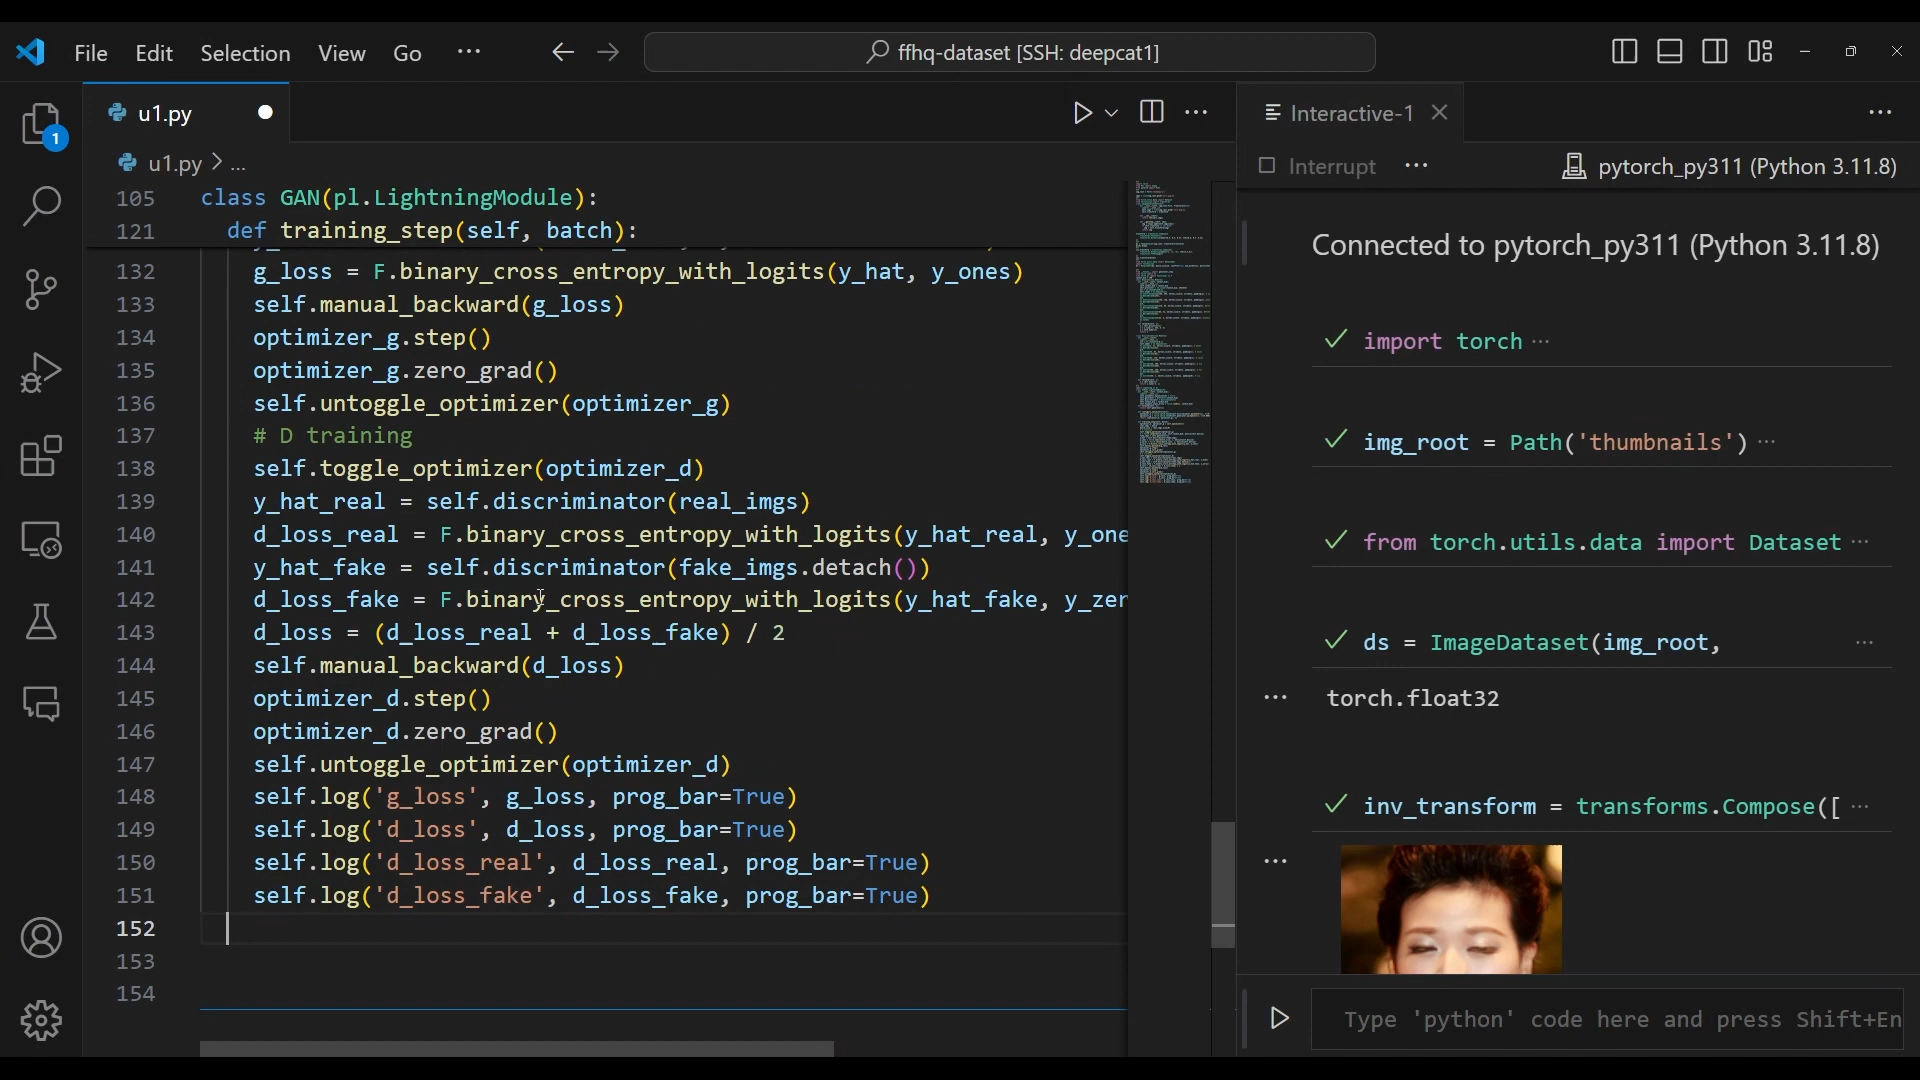 File Edit Selection View Go ...
ffhq-dataset [SSH: deepcat1]
1
u1.py
u1.py > ...
105 class GAN(pl.LightningModule):
121 def training_step(self, batch):
132 g_loss = F.binary_cross_entropy_with_logits(y_hat, y_ones)
133 self.manual_backward(g_loss)
134 optimizer_g.step()
135 optimizer_g.zero_grad()
136 self.untoggle_optimizer(optimizer_g)
137 # D training
138 self.toggle_optimizer(optimizer_d)
139 y_hat_real = self.discriminator(real_imgs)
140 d_loss_real = F.binary_cross_entropy_with_logits(y_hat_real, y_one
141 y_hat_fake = self.discriminator(fake_imgs.detach())
142 d_loss_fake = F.binary_cross_entropy_with_logits(y_hat_fake, y_zer
143 d_loss = (d_loss_real + d_loss_fake) / 2
144 self.manual_backward(d_loss)
145 optimizer_d.step()
146 optimizer_d.zero_grad()
147 self.untoggle_optimizer(optimizer_d)
148 self.log('g_loss', g_loss, prog_bar=True)
149 self.log('d_loss', d_loss, prog_bar=True)
150 self.log('d_loss_real', d_loss_real, prog_bar=True)
151 self.log('d_loss_fake', d_loss_fake, prog_bar=True)
152
153
154
Interactive-1
Interrupt ... pytorch_py311 (Python 3.11.8)
Connected to pytorch_py311 (Python 3.11.8)
import torch ...
img_root = Path('thumbnails') ...
from torch.utils.data import Dataset ...
ds = ImageDataset(img_root, ...
torch.float32
inv_transform = transforms.Compose([ ...
Type 'python' code here and press Shift+En